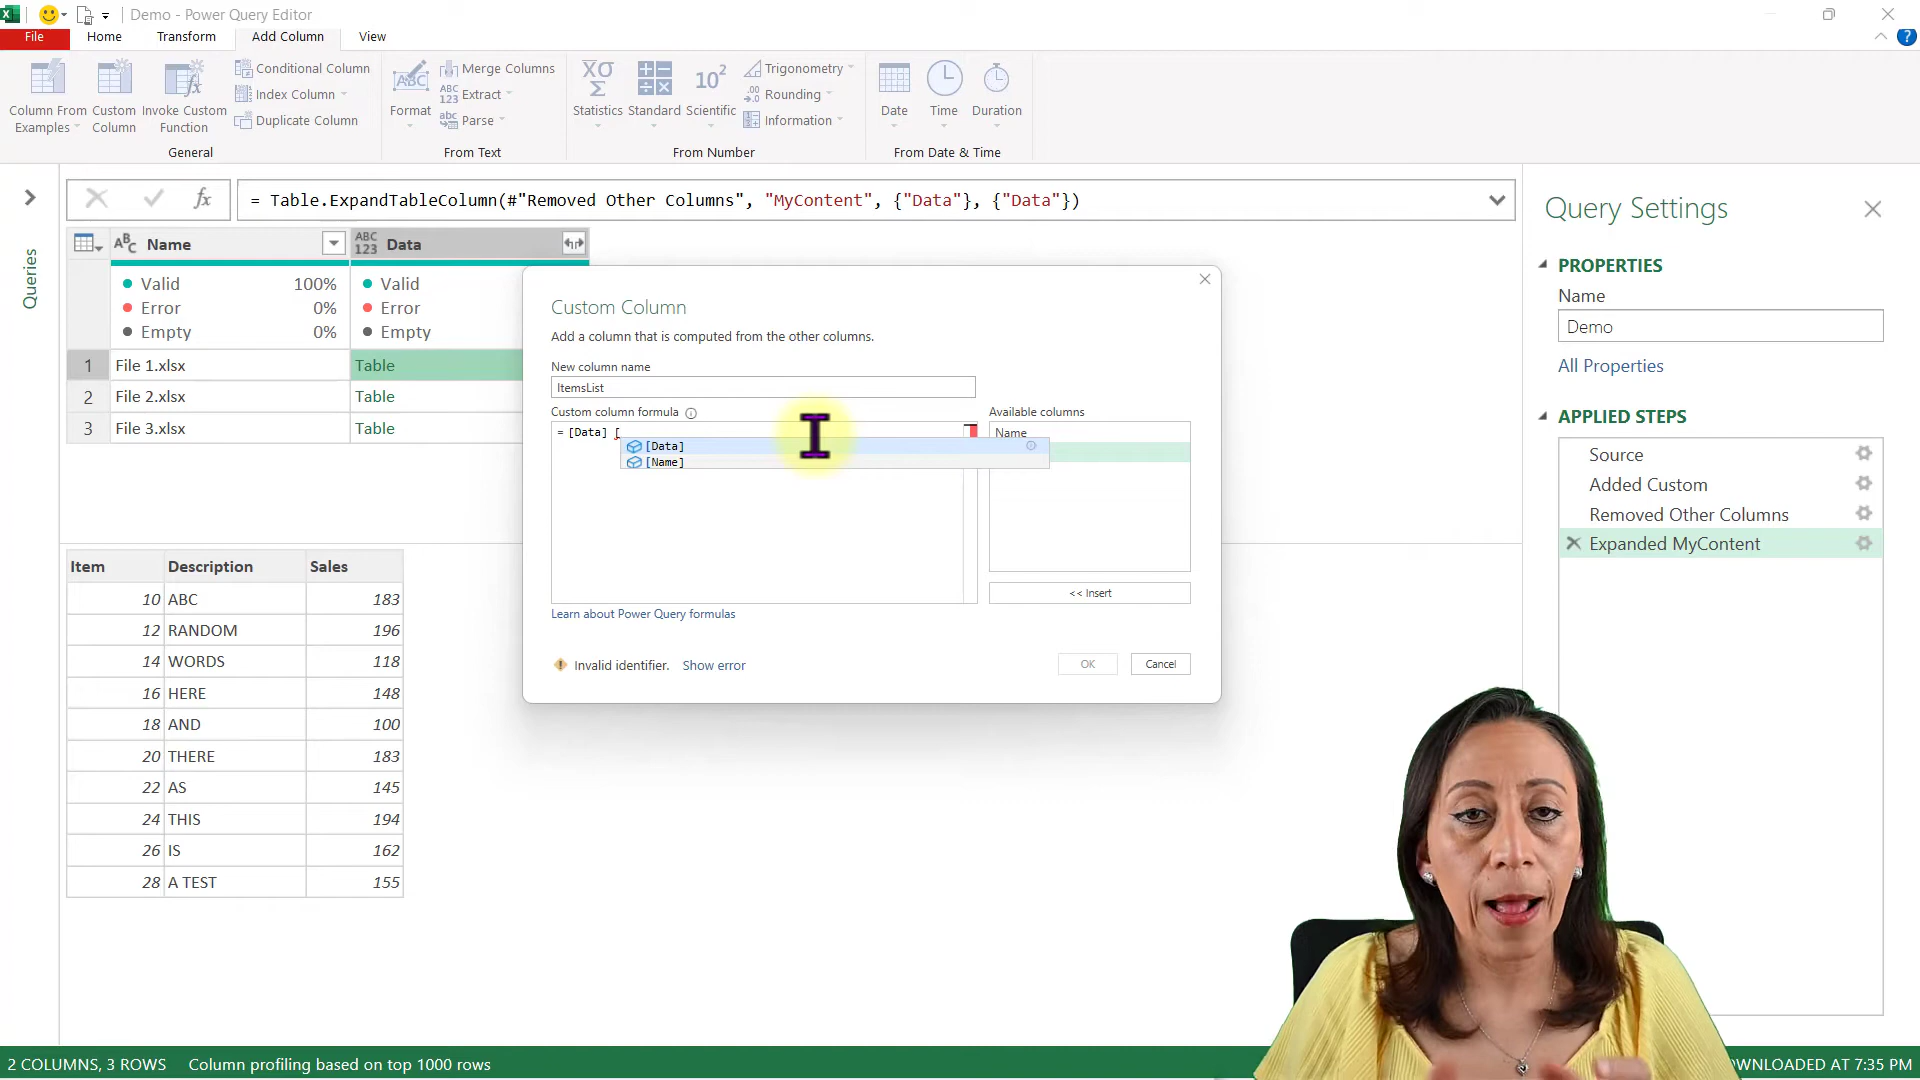 Demo - Power Query Editor
File Home Transform Add Column View
Column From Examples
Custom Column
Invoke Custom Function
Conditional Column
Index Column
Duplicate Column
General
Format
Merge Columns
Extract
Parse
From Text
Statistics
Standard
Scientific
Trigonometry
Rounding
Information
From Number
Date
Time
Duration
From Date & Time
= Table.ExpandTableColumn(#"Removed Other Columns", "MyContent", {"Data"}, {"Data"})
Queries
Name Data
Valid 100% Valid
Error 0% Error
Empty 0% Empty
1 File 1.xlsx Table
2 File 2.xlsx Table
3 File 3.xlsx Table
Item Description Sales
10 ABC 183
12 RANDOM 196
14 WORDS 118
16 HERE 148
18 AND 100
20 THERE 183
22 AS 145
24 THIS 194
26 IS 162
28 A TEST 155
Custom Column
Add a column that is computed from the other columns.
New column name
ItemsList
Custom column formula
= [Data] [
[Data]
[Name]
Available columns
Name
<< Insert
Learn about Power Query formulas
Invalid identifier. Show error
OK Cancel
Query Settings
PROPERTIES
Name
Demo
All Properties
APPLIED STEPS
Source
Added Custom
Removed Other Columns
Expanded MyContent
2 COLUMNS, 3 ROWS Column profiling based on top 1000 rows
OWNLOADED AT 7:35 PM